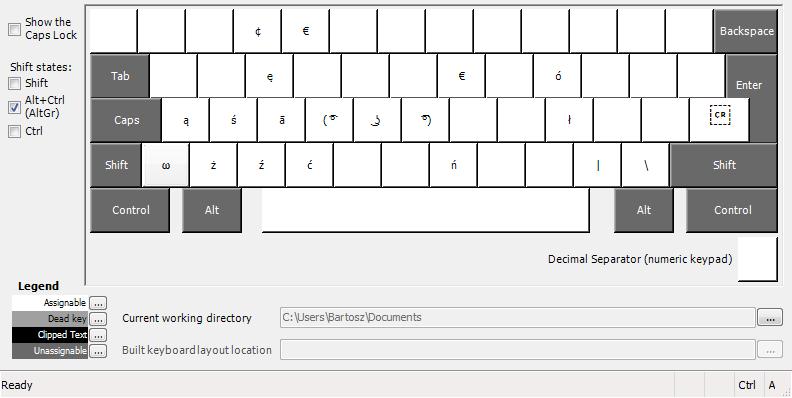 Show the
Caps Lock
Shift states:
Shift
Alt+Ctrl
(AltGr)
Ctrl
¢ € Backspace
Tab ę € ó Enter
Caps ą ś ā ( ͡° ͜ʖ ͡°) ł CR
Shift ω ż ź ć ń | \ Shift
Control Alt Alt Control
Decimal Separator (numeric keypad)
Legend
Assignable ...
Dead key ...
Clipped Text ...
Unassignable ...
Current working directory C:\Users\Bartosz\Documents ...
Built keyboard layout location ...
Ready Ctrl A